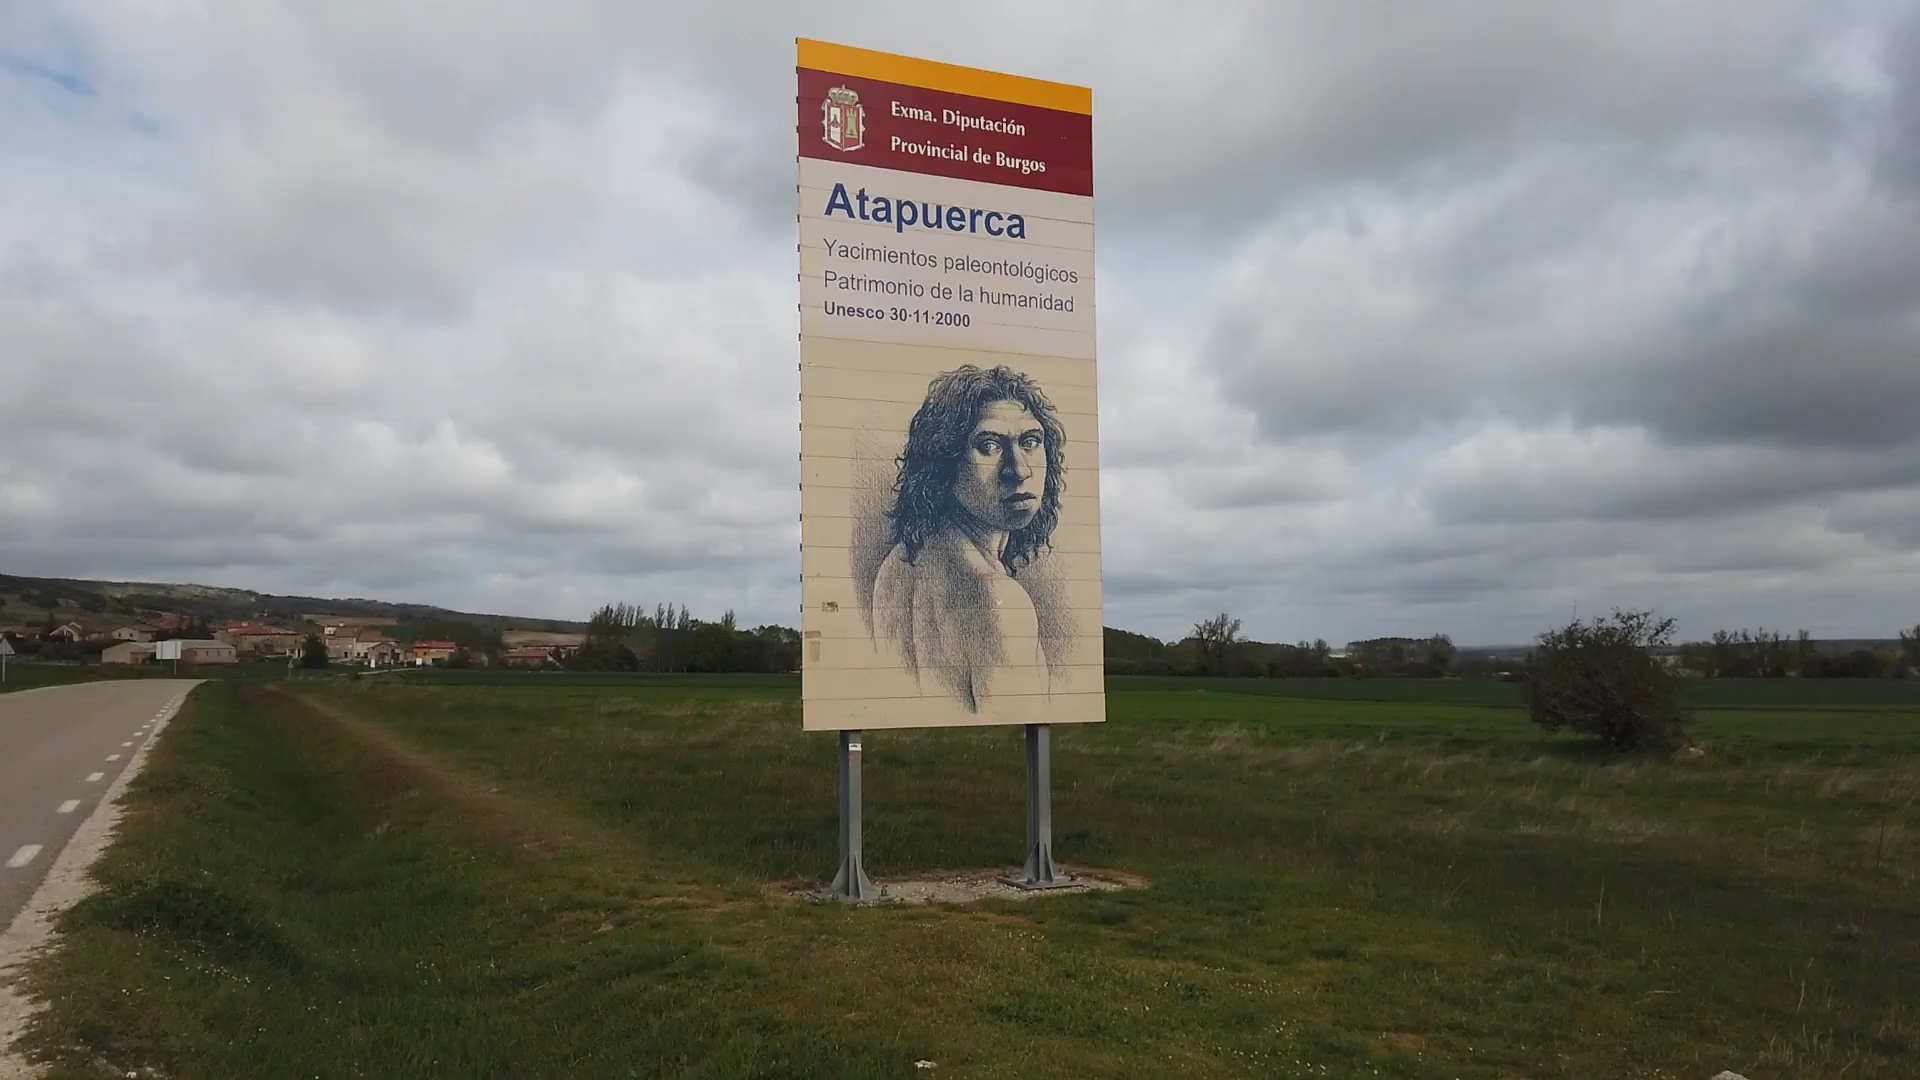 Exma. Diputación
Provincial de Burgos
Atapuerca
Yacimientos paleontológicos
Patrimonio de la humanidad
Unesco 30·11·2000